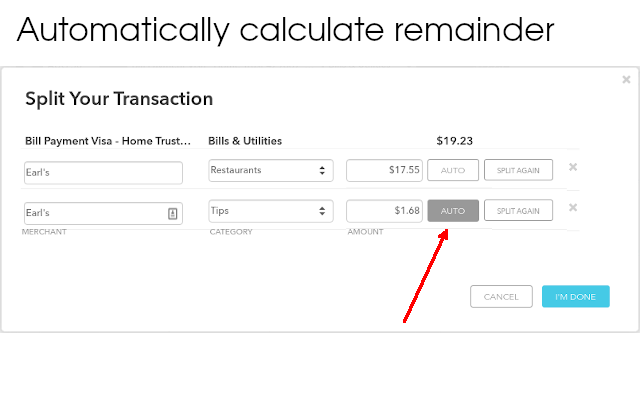 Automatically calculate remainder
Split Your Transaction
Bill Payment Visa - Home Trust... Bills & Utilities $19.23
Earl's Restaurants $17.55 AUTO SPLIT AGAIN
Earl's Tips $1.68 AUTO SPLIT AGAIN
MERCHANT CATEGORY AMOUNT
CANCEL I'M DONE